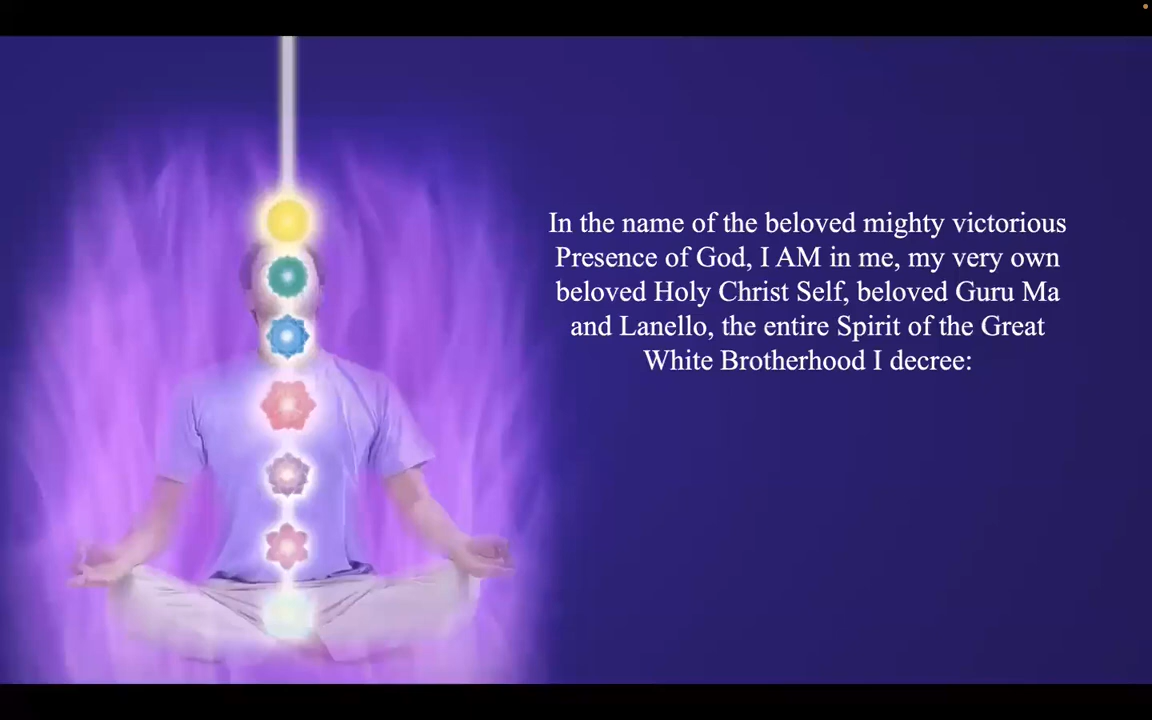 In the name of the beloved mighty victorious
Presence of God, I AM in me, my very own
beloved Holy Christ Self, beloved Guru Ma
and Lanello, the entire Spirit of the Great
White Brotherhood I decree: